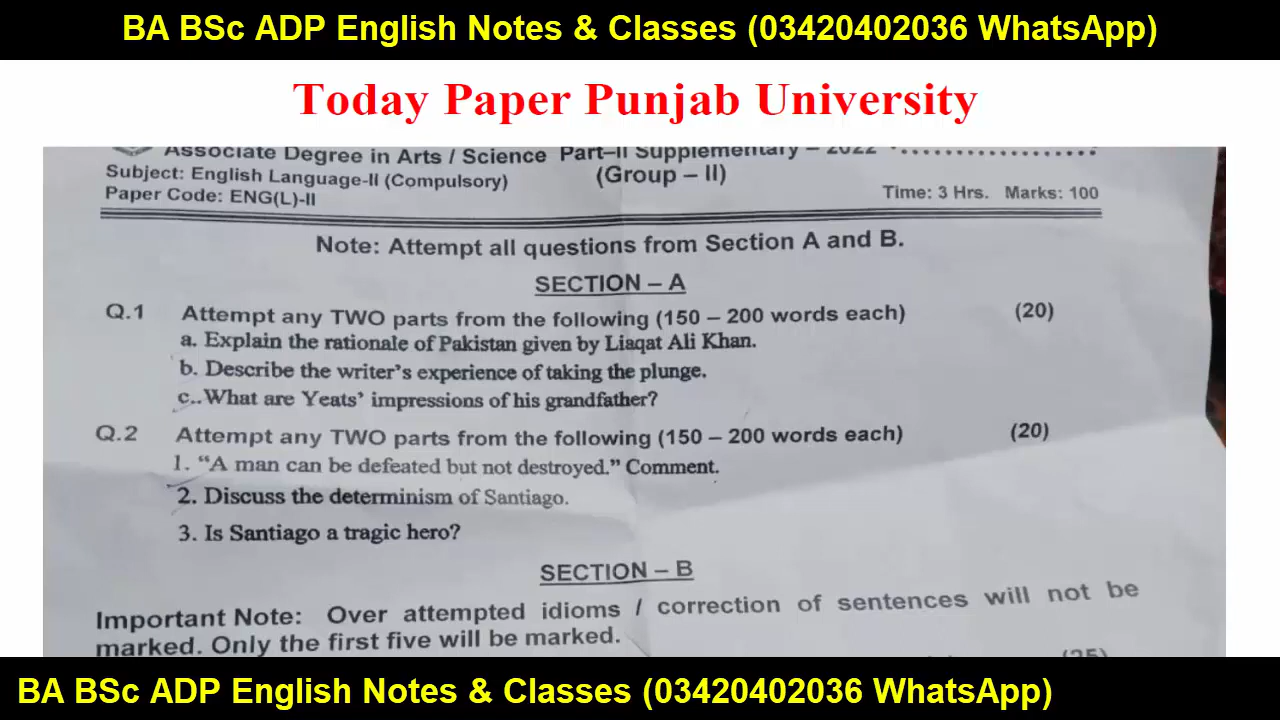 BA BSc ADP English Notes & Classes (03420402036 WhatsApp)
Today Paper Punjab University
Associate Degree in Arts / Science Part–II Supplementary – 2022 ..................
Subject: English Language-II (Compulsory) (Group – II)
Paper Code: ENG(L)-II Time: 3 Hrs. Marks: 100
Note: Attempt all questions from Section A and B.
SECTION – A
Q.1 Attempt any TWO parts from the following (150 – 200 words each) (20)
a. Explain the rationale of Pakistan given by Liaqat Ali Khan.
b. Describe the writer's experience of taking the plunge.
c.. What are Yeats' impressions of his grandfather?
Q.2 Attempt any TWO parts from the following (150 – 200 words each) (20)
1. “A man can be defeated but not destroyed.” Comment.
2. Discuss the determinism of Santiago.
3. Is Santiago a tragic hero?
SECTION – B
Important Note: Over attempted idioms / correction of sentences will not be
marked. Only the first five will be marked.
(25)
BA BSc ADP English Notes & Classes (03420402036 WhatsApp)